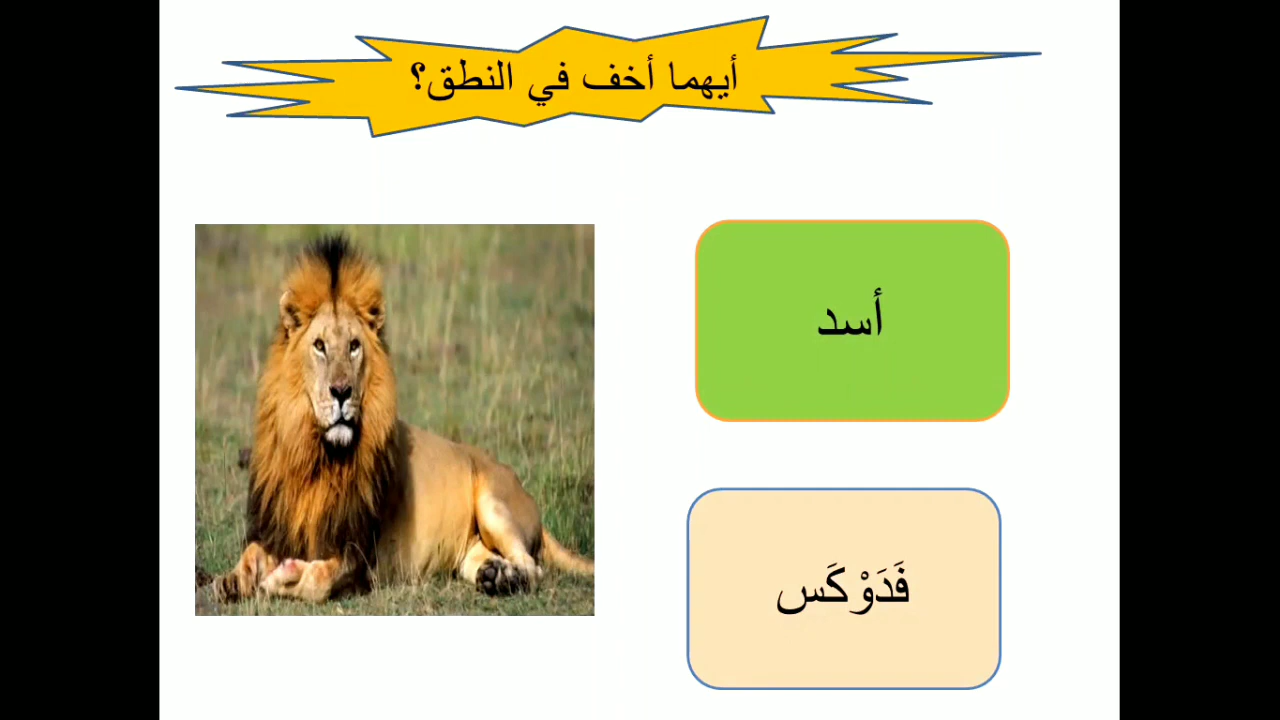 أيهما أخف في النطق؟
أسد
فَدَوْكَس